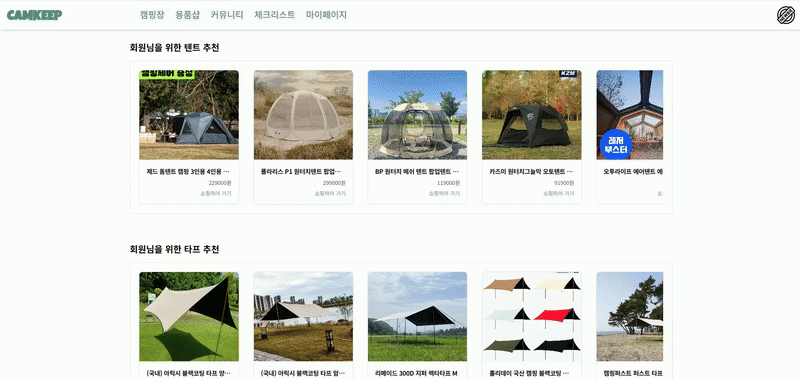 CAMKEEP
캠핑장 용품샵 커뮤니티 체크리스트 마이페이지
회원님을 위한 텐트 추천
캠핑체어 증정
KZM
레저
부스터
제드 돔텐트 캠핑 3인용 4인용 ...
폴라리스 P1 원터치텐트 팝업...
BP 원터치 메쉬 텐트 팝업텐트 ...
카즈미 원터치그늘막 오토텐트 ...
오투라이프 에어텐트 에
229000원
299000원
119000원
91900원
쇼핑하러 가기
쇼핑하러 가기
쇼핑하러 가기
쇼핑하러 가기
쇼
회원님을 위한 타프 추천
(국내) 아릭시 블랙코팅 타프 양...
(국내) 아릭시 블랙코팅 타프 양...
리메이드 300D 지퍼 렉타타프 M
홀리데이 국산 캠핑 블랙코팅 ...
캠핑퍼스트 퍼스트 타프